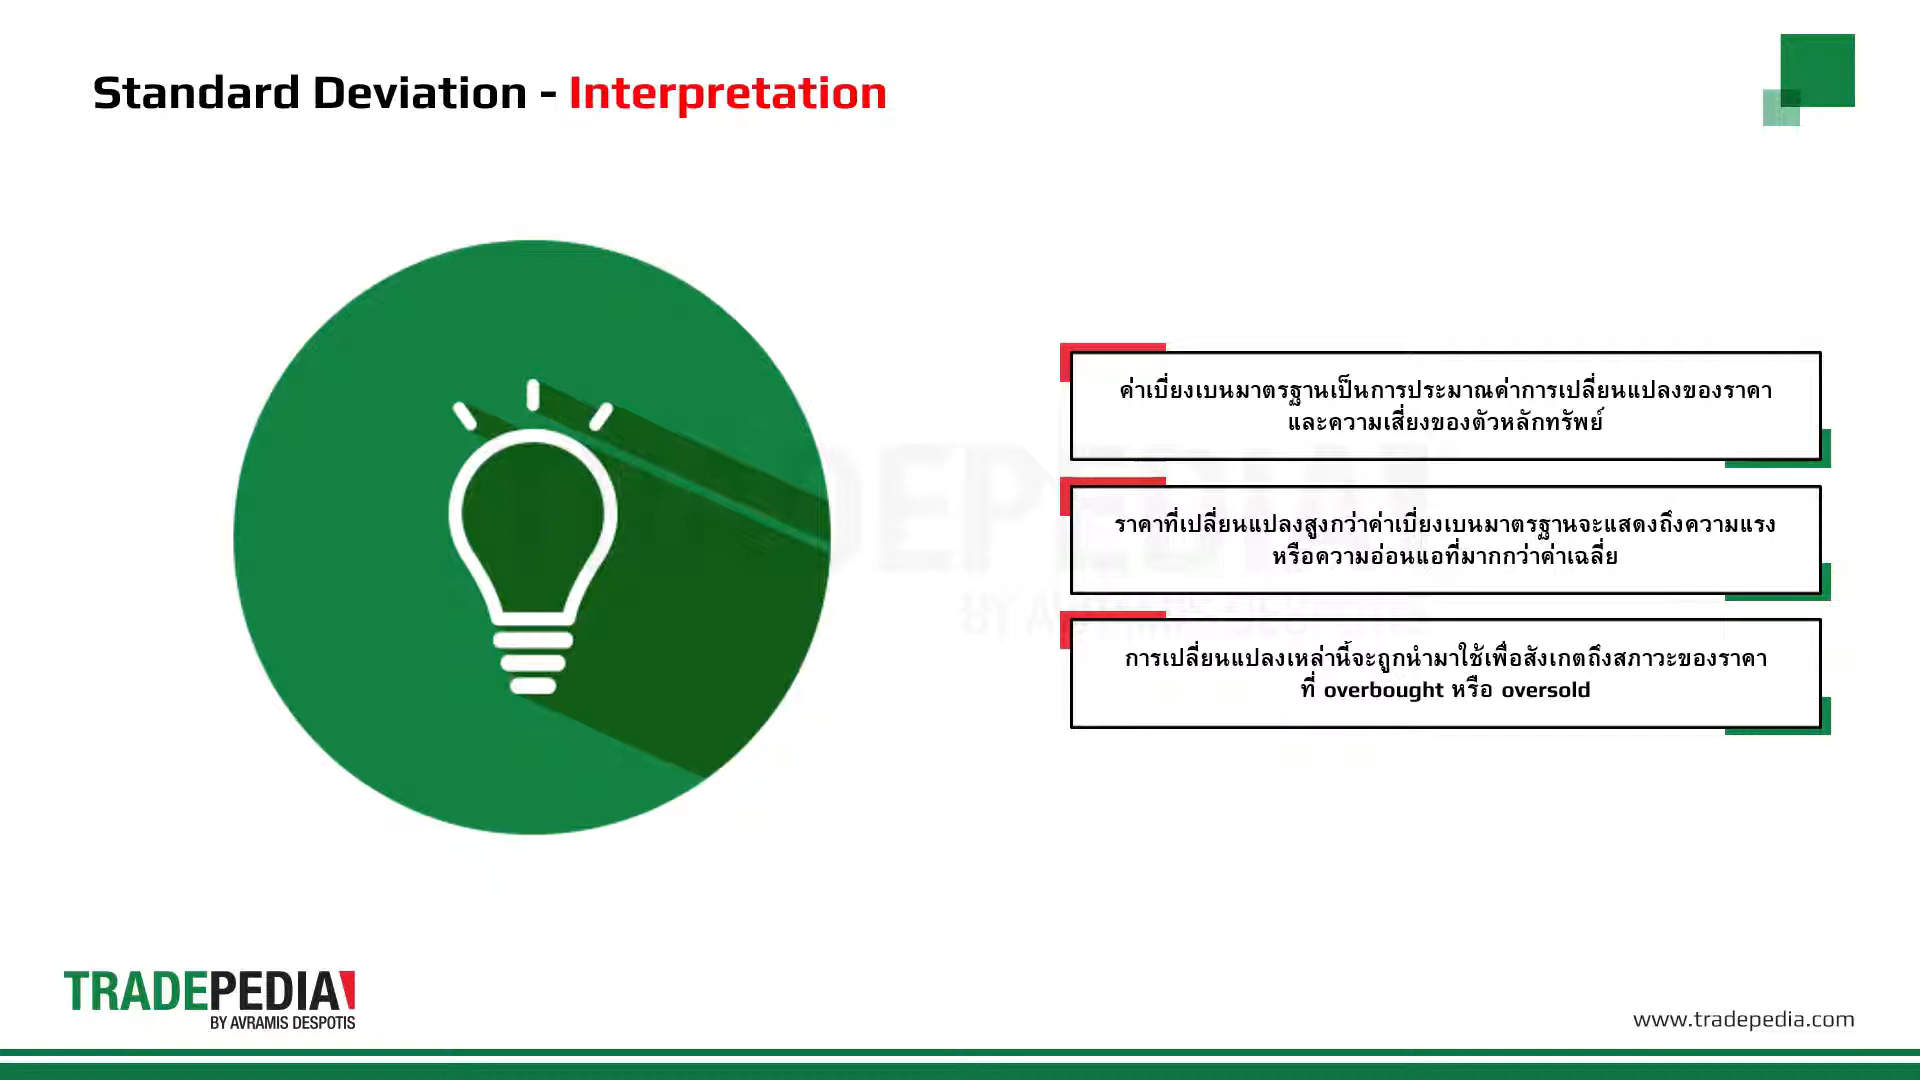 Standard Deviation - Interpretation
ค่าเบี่ยงเบนมาตรฐานเป็นการประมาณค่าการเปลี่ยนแปลงของราคา
และความเสี่ยงของตัวหลักทรัพย์
ราคาที่เปลี่ยนแปลงสูงกว่าค่าเบี่ยงเบนมาตรฐานจะแสดงถึงความแรง
หรือความอ่อนแอที่มากกว่าค่าเฉลี่ย
การเปลี่ยนแปลงเหล่านี้จะถูกนำมาใช้เพื่อสังเกตถึงสภาวะของราคา
ที่ overbought หรือ oversold
TRADEPEDIA
BY AVRAMIS DESPOTIS
www.tradepedia.com